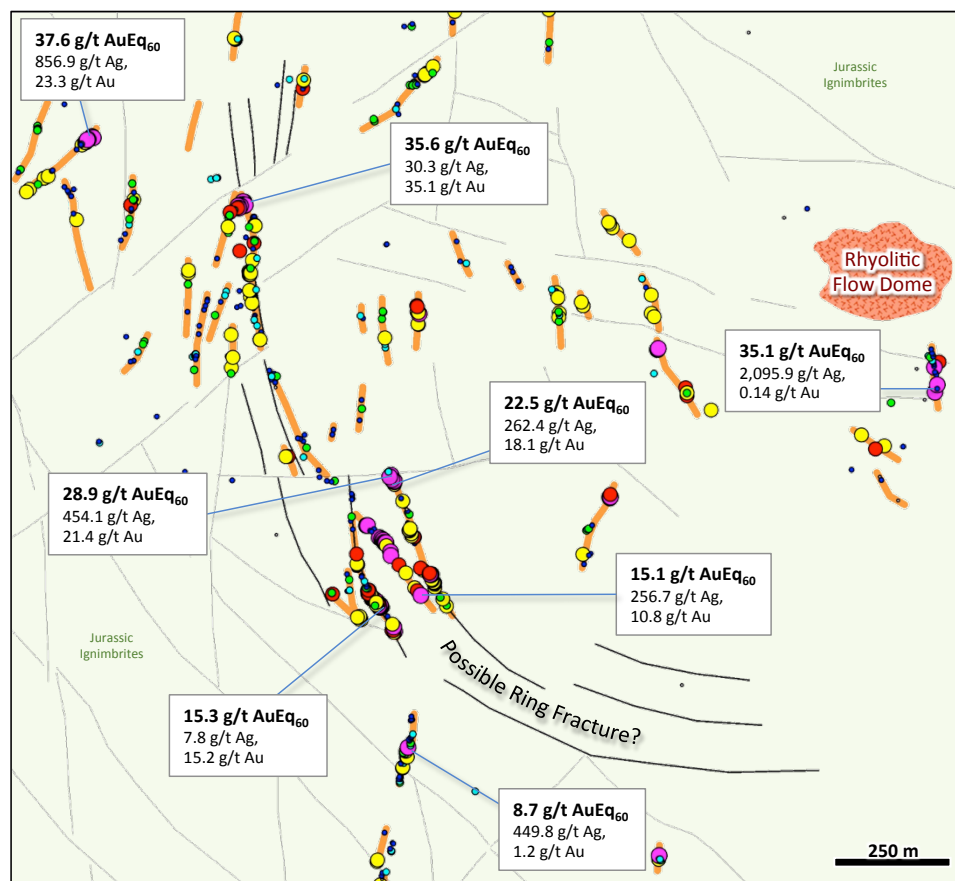 37.6 g/t AuEq60
856.9 g/t Ag,
23.3 g/t Au
Jurassic
Ignimbrites
35.6 g/t AuEq60
30.3 g/t Ag,
35.1 g/t Au
Rhyolitic
Flow Dome
35.1 g/t AuEq60
2,095.9 g/t Ag,
0.14 g/t Au
22.5 g/t AuEq60
262.4 g/t Ag,
18.1 g/t Au
28.9 g/t AuEq60
454.1 g/t Ag,
21.4 g/t Au
15.1 g/t AuEq60
256.7 g/t Ag,
10.8 g/t Au
Jurassic
Ignimbrites
Possible Ring Fracture?
15.3 g/t AuEq60
7.8 g/t Ag,
15.2 g/t Au
8.7 g/t AuEq60
449.8 g/t Ag,
1.2 g/t Au
250 m